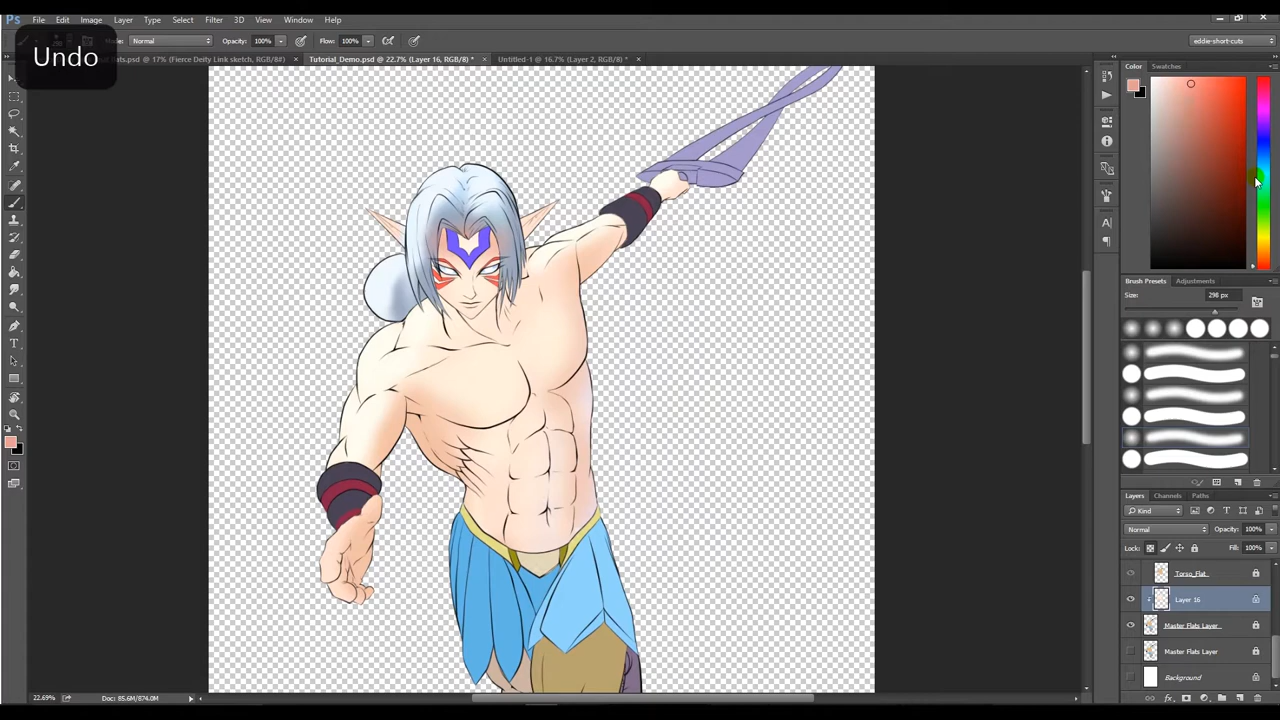 Ps File Edit Image Layer Type Select Filter 3D View Window Help
Undo
Mode: Normal Opacity: 100% Flow: 100% eddie-short-cuts
uts.psd @ 17% (Fierce Deity Link sketch, RGB/8#) × Tutorial_Demo.psd @ 22.7% (Layer 16, RGB/8#) * × Untitled-1 @ 16.7% (Layer 2, RGB/8#) * ×
Color Swatches
Brush Presets Adjustments
Size: 298 px
Layers Channels Paths
Kind
Normal Opacity: 100%
Lock: Fill: 100%
Torso_Flat
Layer 16
Master Flats Layer
Master Flats Layer
Background
22.69% Doc: 85.6M/874.0M